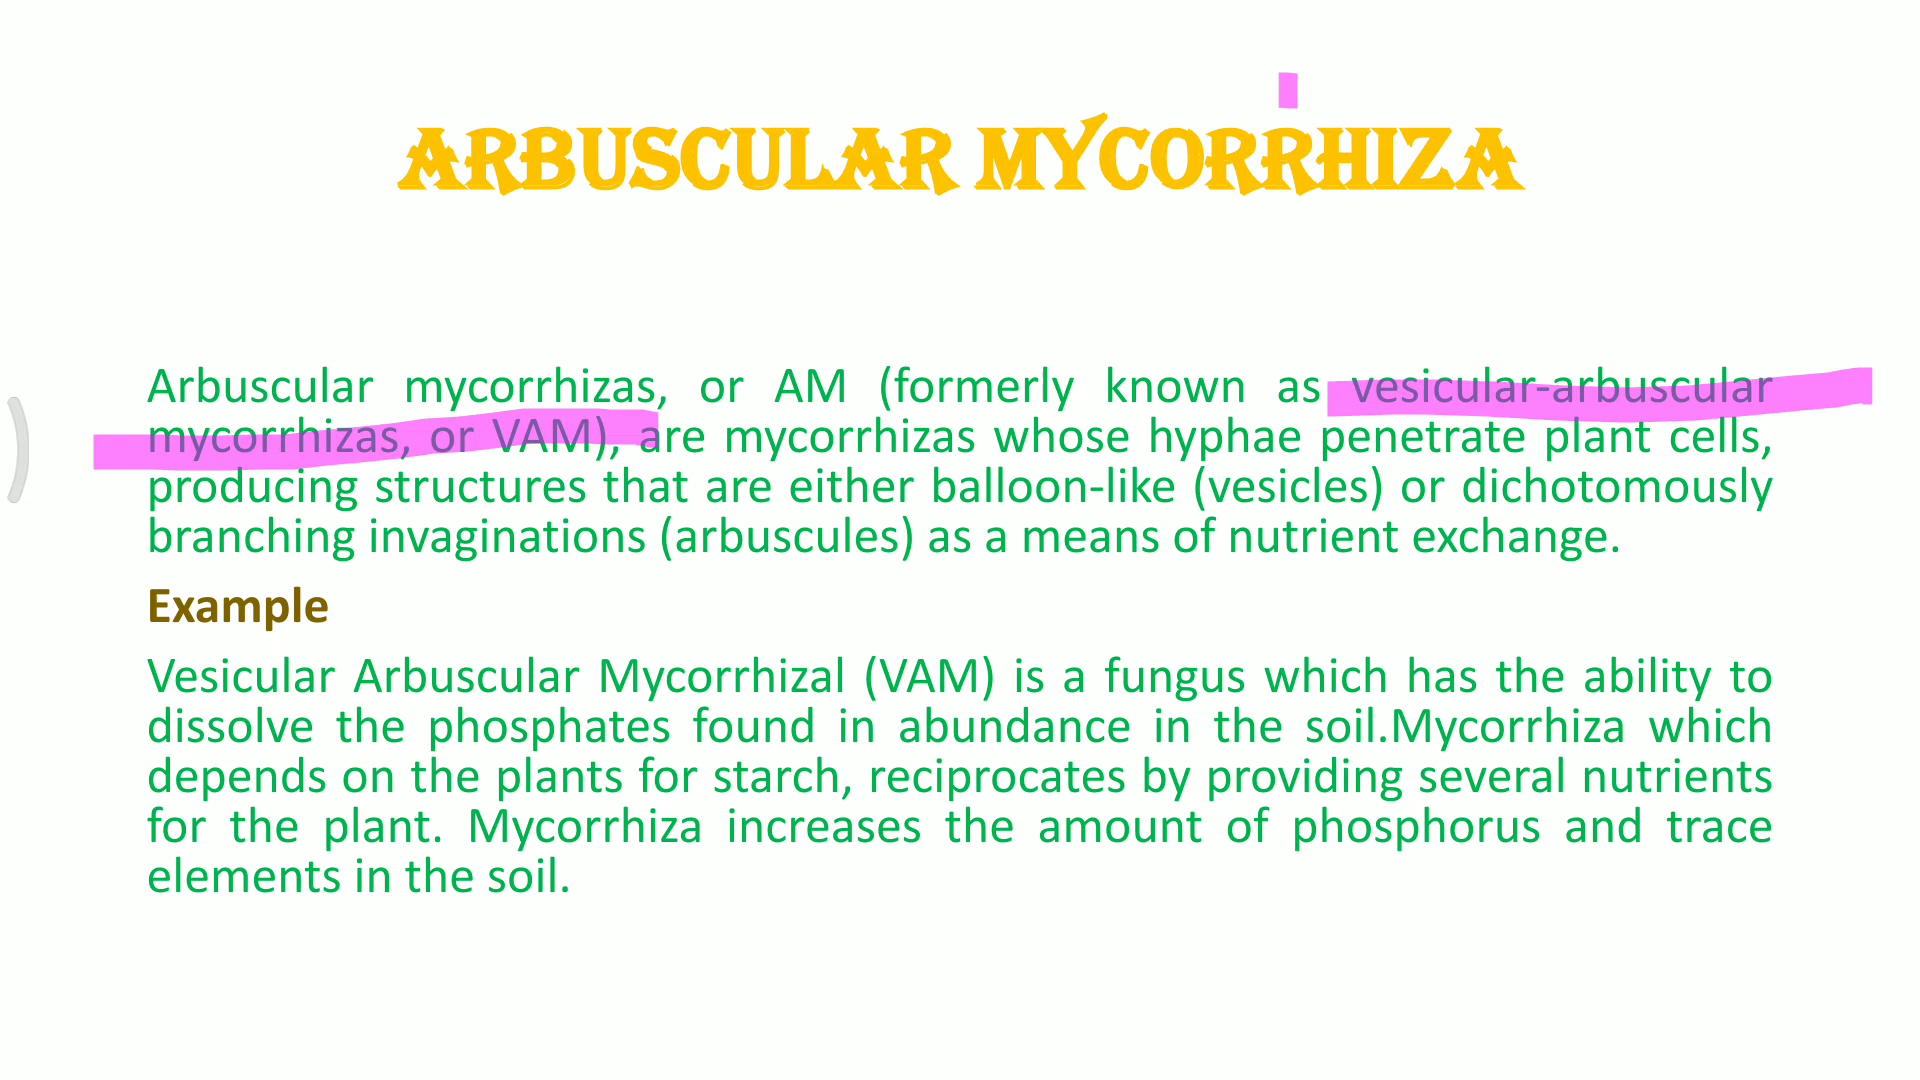 ARBUSCULAR MYCORRHIZA
Arbuscular mycorrhizas, or AM (formerly known as vesicular-arbuscular
mycorrhizas, or VAM), are mycorrhizas whose hyphae penetrate plant cells,
producing structures that are either balloon-like (vesicles) or dichotomously
branching invaginations (arbuscules) as a means of nutrient exchange.
Example
Vesicular Arbuscular Mycorrhizal (VAM) is a fungus which has the ability to
dissolve the phosphates found in abundance in the soil.Mycorrhiza which
depends on the plants for starch, reciprocates by providing several nutrients
for the plant. Mycorrhiza increases the amount of phosphorus and trace
elements in the soil.